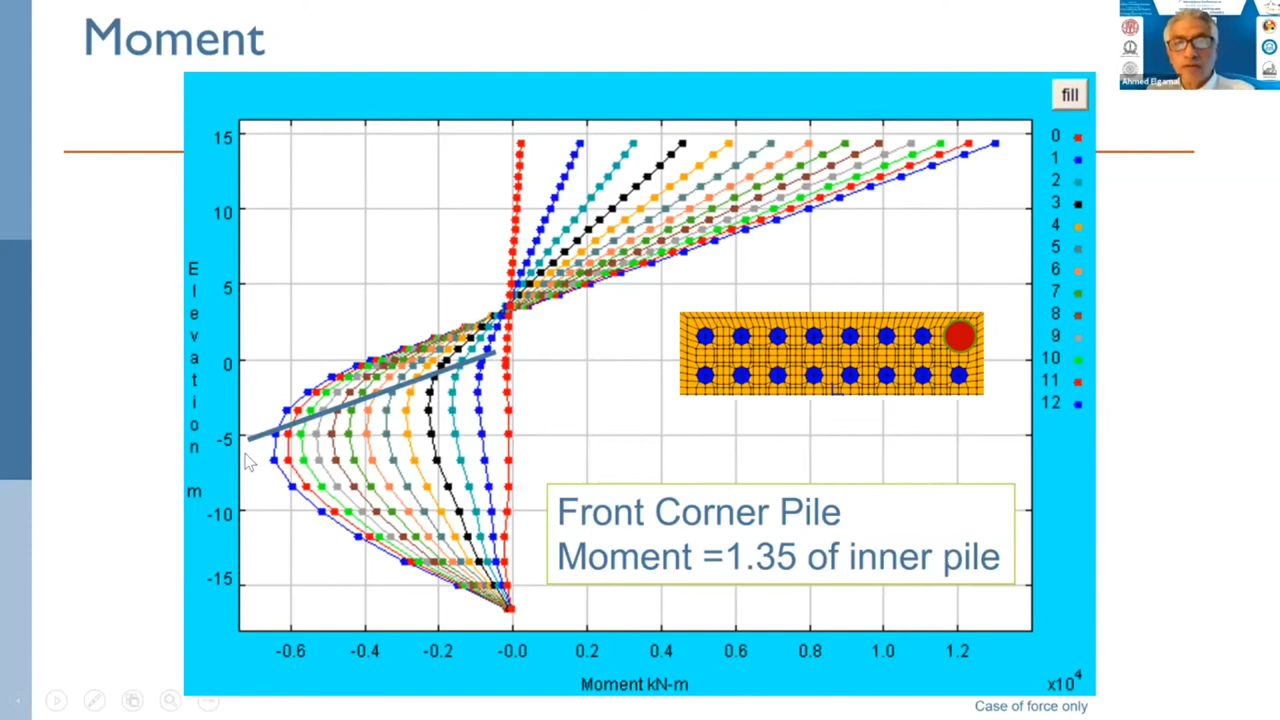 Moment
Ahmed Elgamal
fill
15
10
5
0
-5
-10
-15
Elevation m
-0.6 -0.4 -0.2 -0.0 0.2 0.4 0.6 0.8 1.0 1.2
Moment kN-m
x10 4
0
1
2
3
4
5
6
7
8
9
10
11
12
Front Corner Pile
Moment =1.35 of inner pile
Case of force only